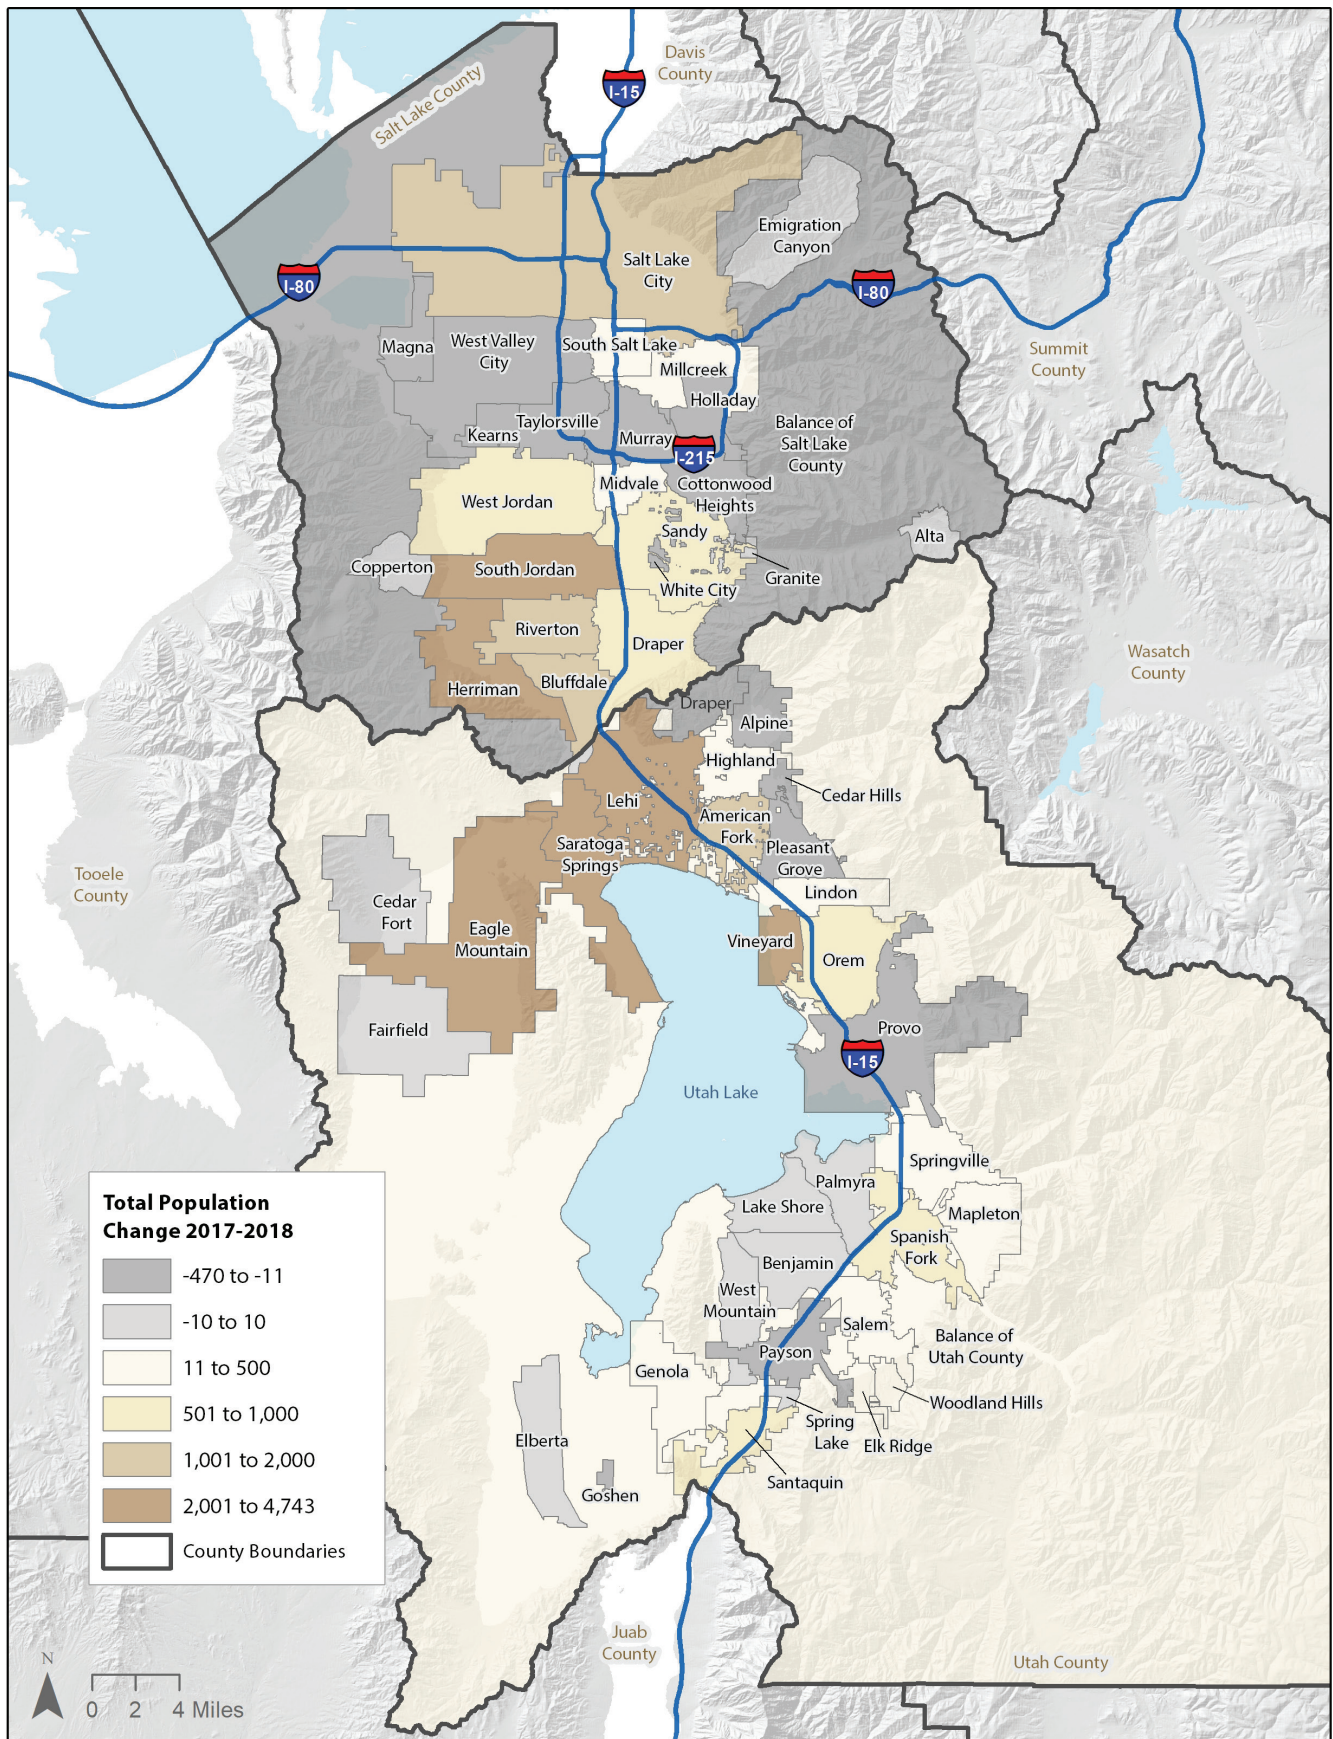 Davis
County
I-15
Salt Lake County
Emigration
Canyon
Salt Lake
City
I-80
I-80
Summit
County
Magna
West Valley
City
South Salt Lake
Millcreek
Holladay
Taylorsville
Kearns
Murray
Balance of
Salt Lake
County
I-215
Midvale
Cottonwood
Heights
West Jordan
Sandy
Alta
Copperton
South Jordan
Granite
White City
Riverton
Draper
Wasatch
County
Herriman
Bluffdale
Draper
Alpine
Highland
Cedar Hills
Lehi
American
Fork
Saratoga
Springs
Pleasant
Grove
Tooele
County
Lindon
Cedar
Fort
Eagle
Mountain
Vineyard
Orem
Fairfield
Provo
I-15
Utah Lake
Springville
Palmyra
Lake Shore
Mapleton
Spanish
Fork
Benjamin
West
Mountain
Salem
Balance of
Utah County
Payson
Genola
Woodland Hills
Spring
Lake
Elk Ridge
Elberta
Santaquin
Goshen
Total Population
Change 2017-2018
-470 to -11
-10 to 10
11 to 500
501 to 1,000
1,001 to 2,000
2,001 to 4,743
County Boundaries
Juab
County
Utah County
N
0 2 4 Miles